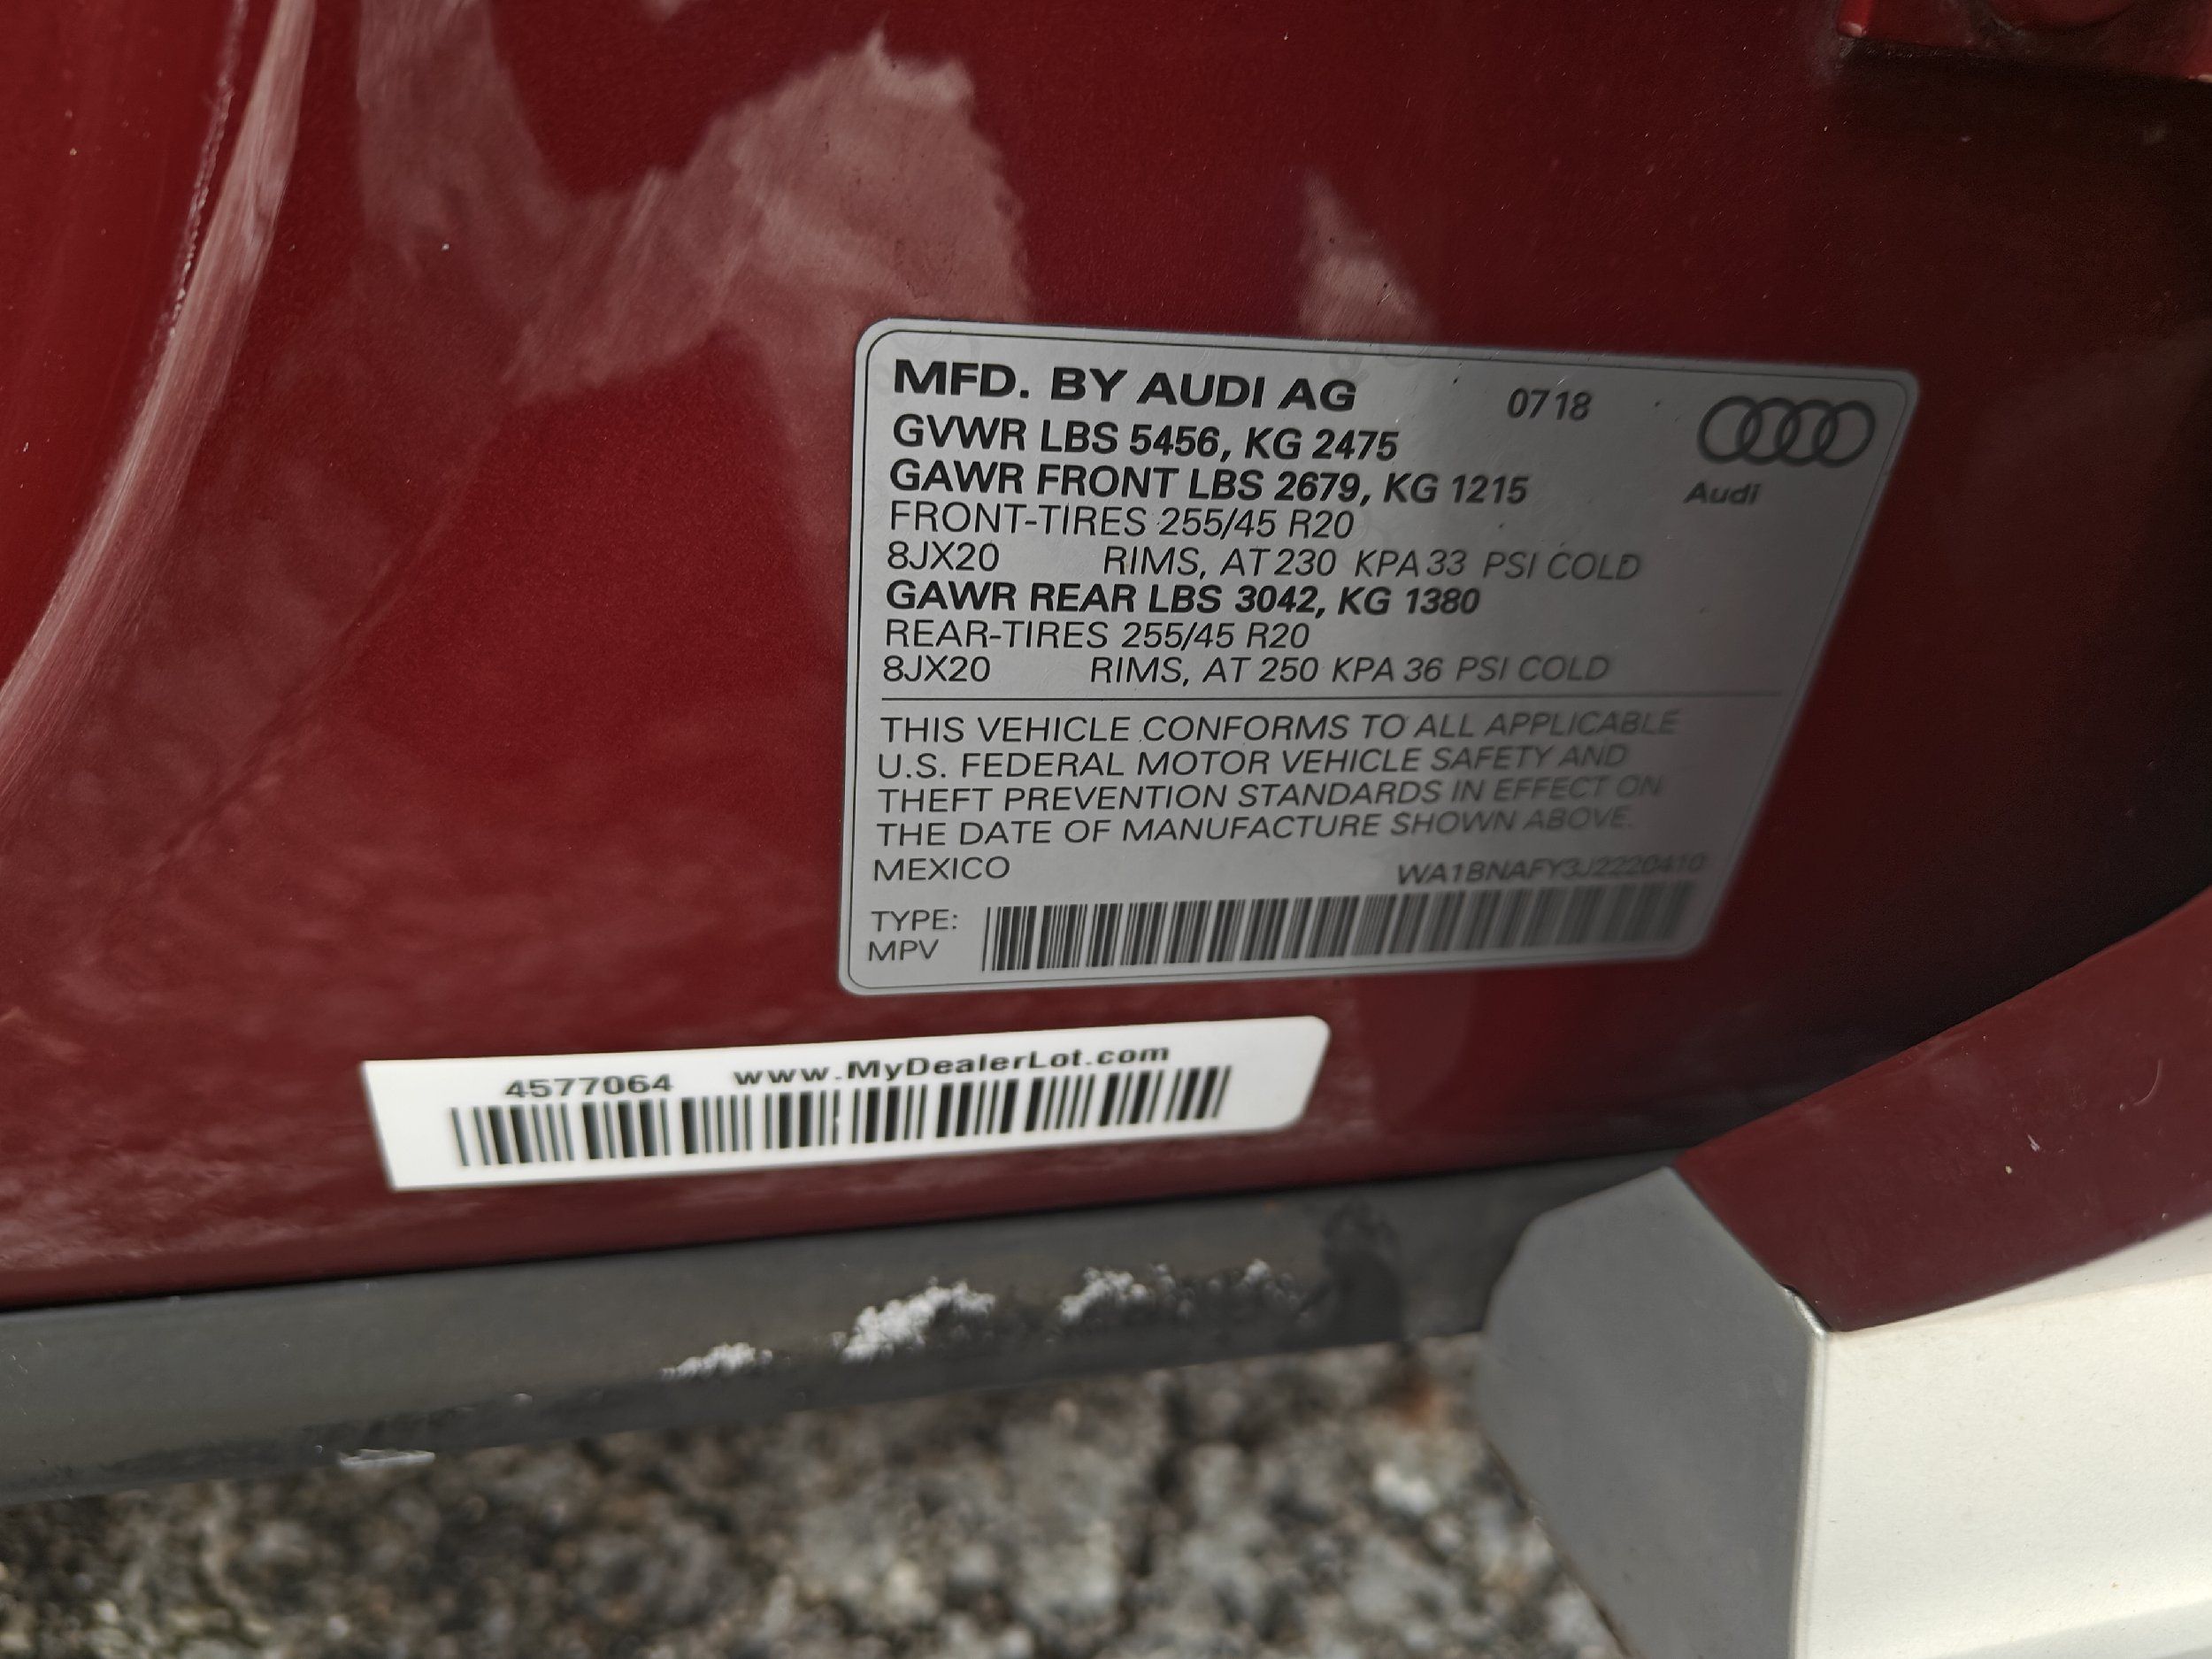 MFD. BY AUDI AG 0718
GVWR LBS 5456, KG 2475
GAWR FRONT LBS 2679, KG 1215
Audi
FRONT-TIRES 255/45 R20
8JX20 RIMS, AT 230 KPA 33 PSI COLD
GAWR REAR LBS 3042, KG 1380
REAR-TIRES 255/45 R20
8JX20 RIMS, AT 250 KPA 36 PSI COLD
THIS VEHICLE CONFORMS TO ALL APPLICABLE
U.S. FEDERAL MOTOR VEHICLE SAFETY AND
THEFT PREVENTION STANDARDS IN EFFECT ON
THE DATE OF MANUFACTURE SHOWN ABOVE.
MEXICO WA1BNAFY3J2220410
TYPE:
MPV
4577064 www.MyDealerLot.com